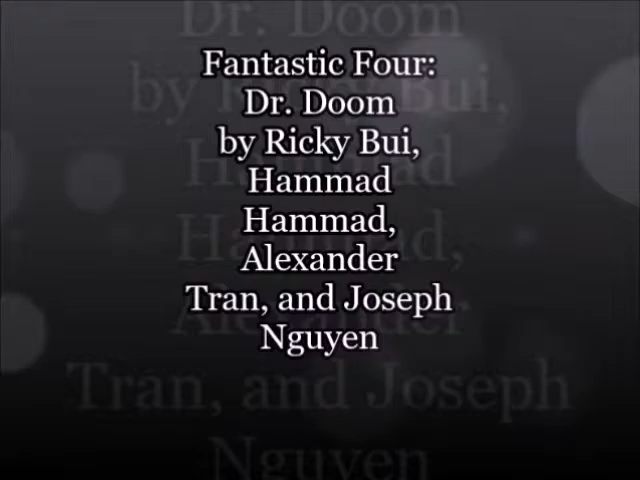 Fantastic Four:
Dr. Doom
by Ricky Bui,
Hammad
Hammad,
Alexander
Tran, and Joseph
Nguyen